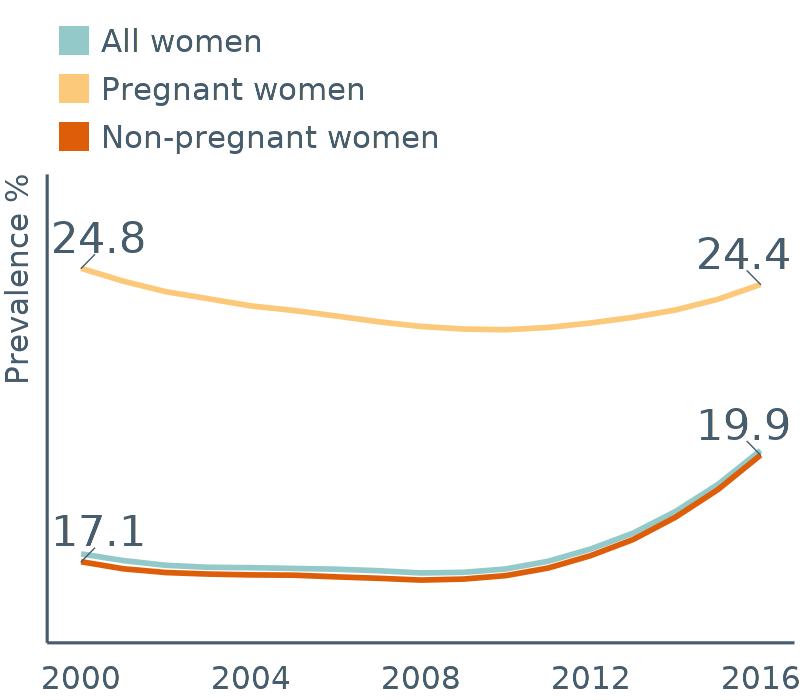 All women
Pregnant women
Non-pregnant women
Prevalence %
24.8
24.4
19.9
17.1
2000 2004 2008 2012 2016